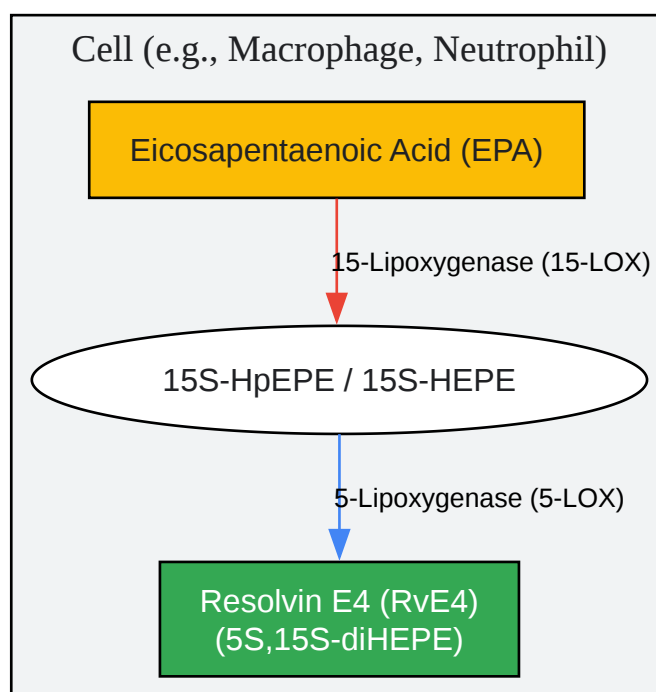 Cell (e.g., Macrophage, Neutrophil)
Eicosapentaenoic Acid (EPA)
15-Lipoxygenase (15-LOX)
15S-HpEPE / 15S-HEPE
5-Lipoxygenase (5-LOX)
Resolvin E4 (RvE4)
(5S,15S-diHEPE)